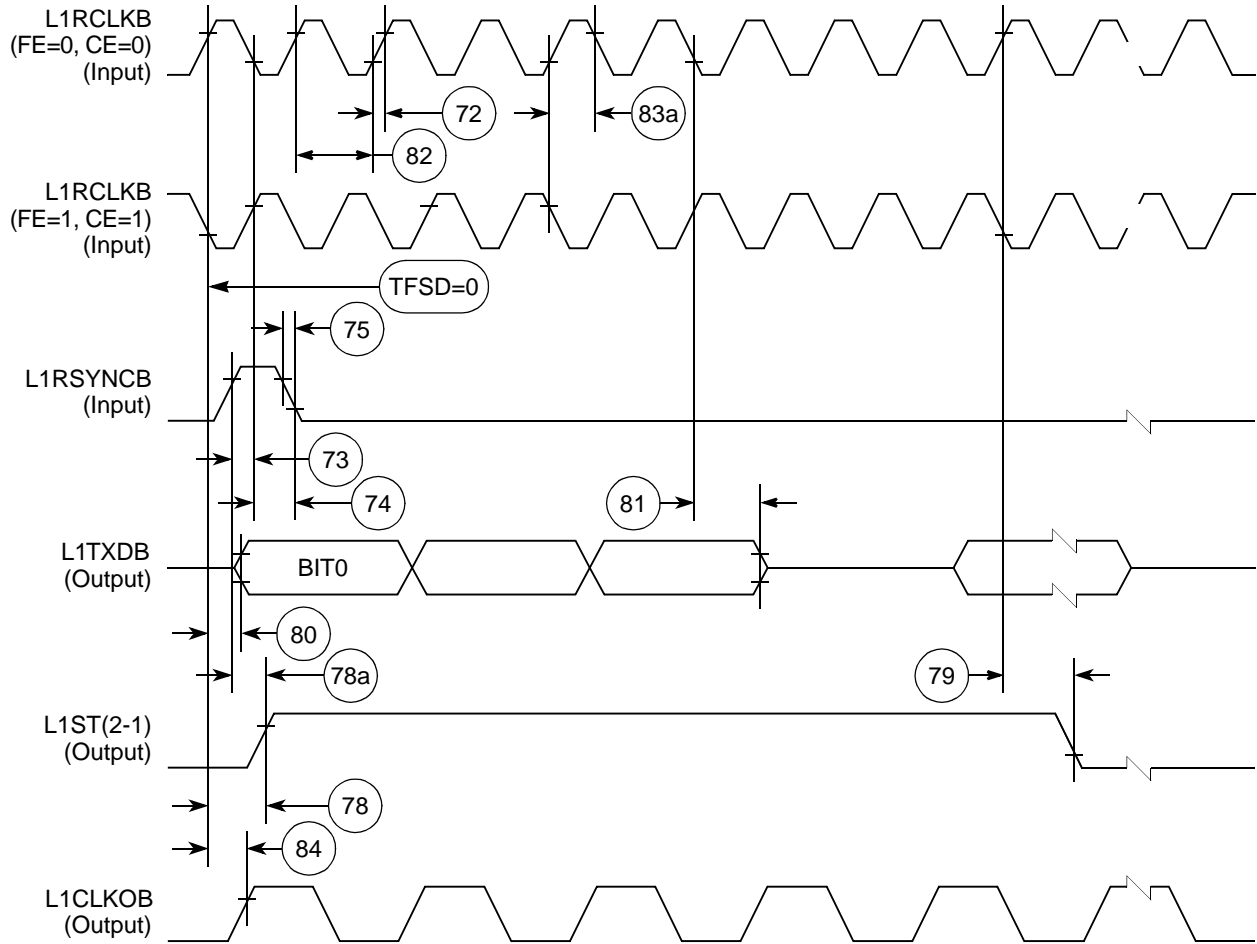 L1RCLKB
(FE=0, CE=0)
(Input)
72
83a
82
L1RCLKB
(FE=1, CE=1)
(Input)
TFSD=0
75
L1RSYNCB
(Input)
73
74
81
L1TXDB
(Output)
BIT0
80
78a
79
L1ST(2-1)
(Output)
78
84
L1CLKOB
(Output)